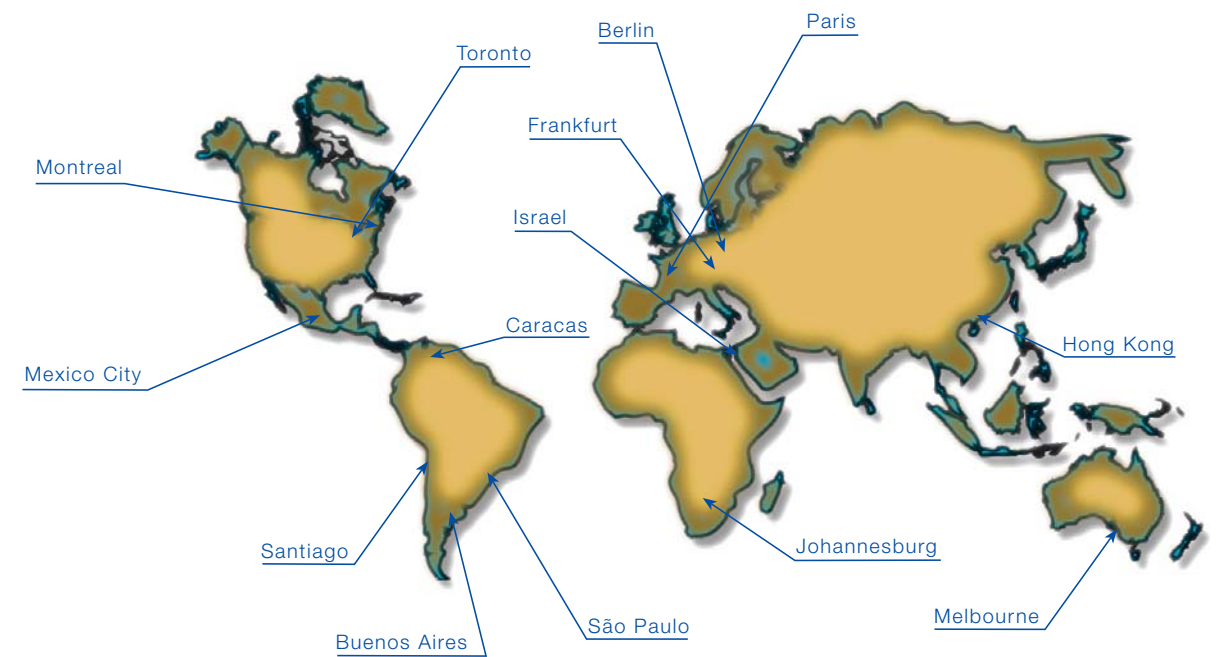 Paris
Berlin
Toronto
Frankfurt
Montreal
Israel
Caracas
Hong Kong
Mexico City
Johannesburg
Santiago
Melbourne
São Paulo
Buenos Aires